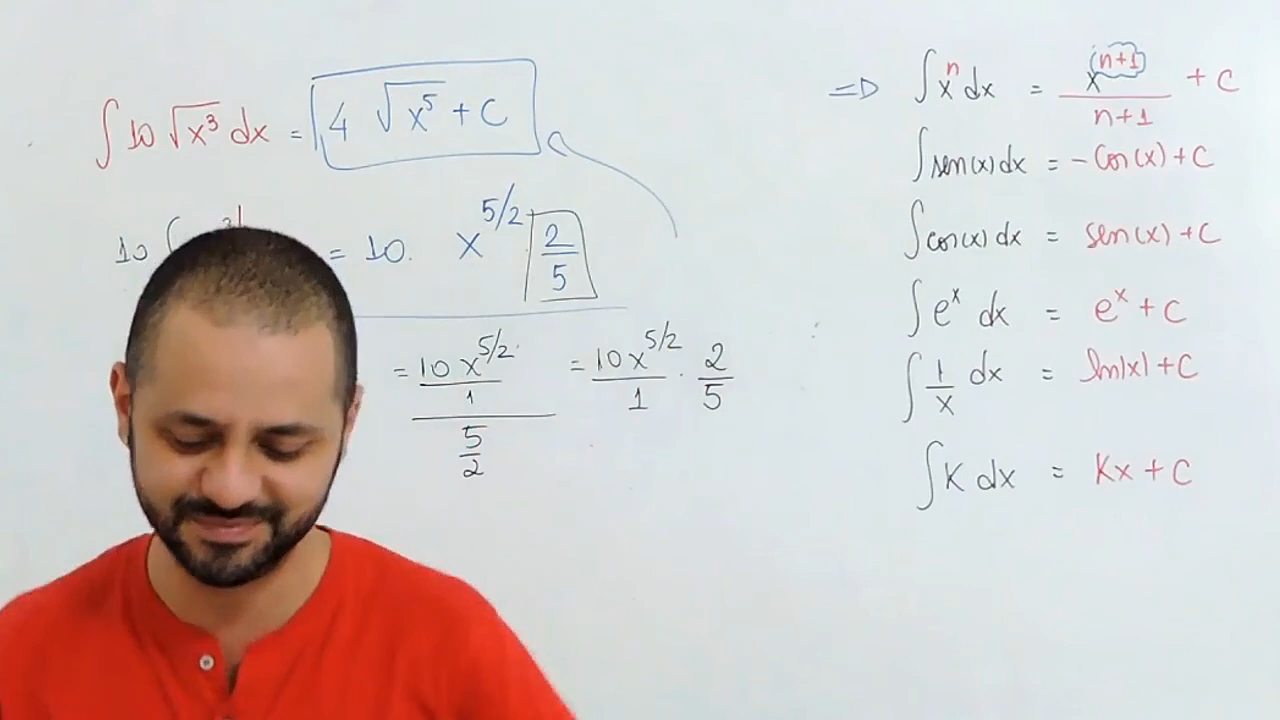 ∫ 10 √x³ dx = 4 √x⁵ + C
10 (
= 10. x^5/2 2/5
= 10x^5/2 / 1 / 5/2 = 10x^5/2 / 1 · 2/5
=D ∫ xⁿ dx = x^(n+1) / n+1 + C
∫ sen(x) dx = - Cos(x) + C
∫ cos(x) dx = sen(x) + C
∫ eˣ dx = eˣ + C
∫ 1/x dx = ln|x| + C
∫ K dx = Kx + C